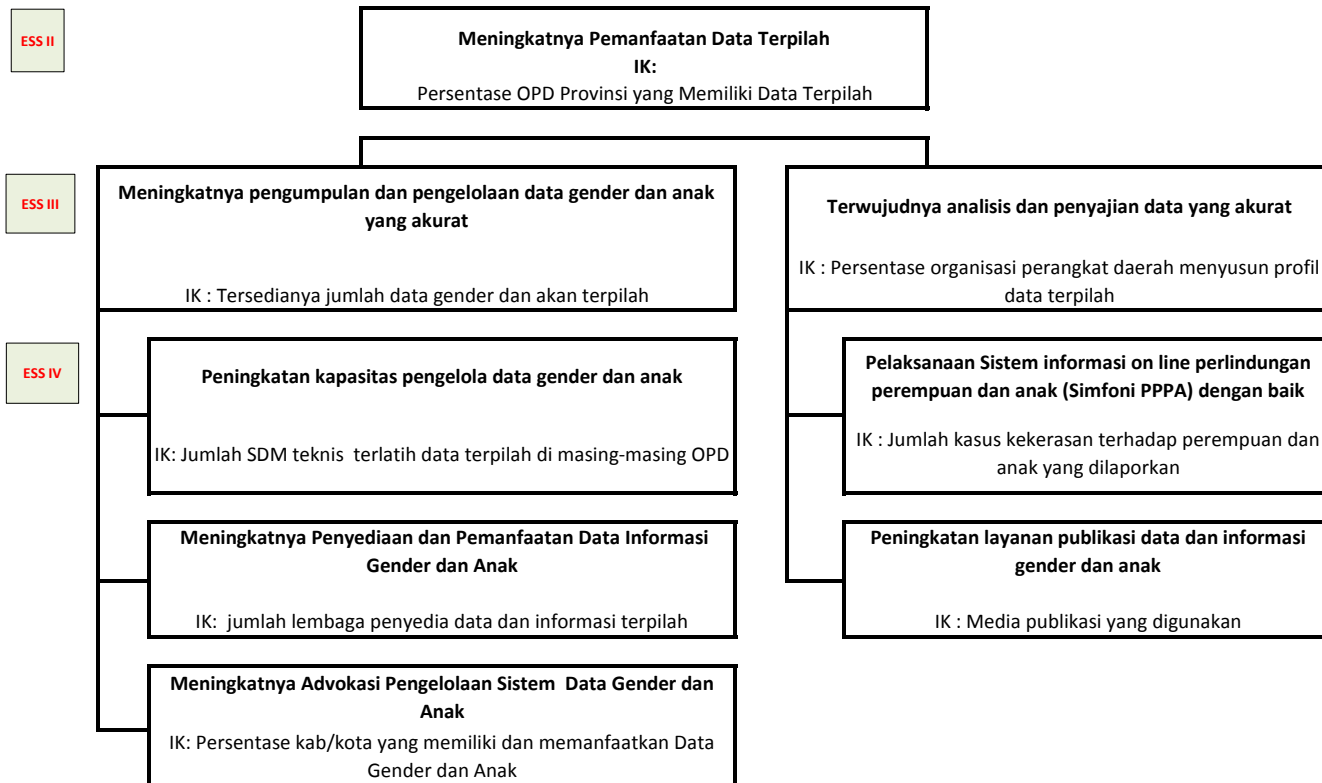 ESS II
Meningkatnya Pemanfaatan Data Terpilah
IK:
Persentase OPD Provinsi yang Memiliki Data Terpilah
ESS III
Meningkatnya pengumpulan dan pengelolaan data gender dan anak
yang akurat
IK : Tersedianya jumlah data gender dan akan terpilah
Terwujudnya analisis dan penyajian data yang akurat
IK : Persentase organisasi perangkat daerah menyusun profil
data terpilah
ESS IV
Peningkatan kapasitas pengelola data gender dan anak
IK: Jumlah SDM teknis  terlatih data terpilah di masing-masing OPD
Pelaksanaan Sistem informasi on line perlindungan
perempuan dan anak (Simfoni PPPA) dengan baik
IK : Jumlah kasus kekerasan terhadap perempuan dan
anak yang dilaporkan
Meningkatnya Penyediaan dan Pemanfaatan Data Informasi
Gender dan Anak
IK:  jumlah lembaga penyedia data dan informasi terpilah
Peningkatan layanan publikasi data dan informasi
gender dan anak
IK : Media publikasi yang digunakan
Meningkatnya Advokasi Pengelolaan Sistem  Data Gender dan
Anak
IK: Persentase kab/kota yang memiliki dan memanfaatkan Data
Gender dan Anak